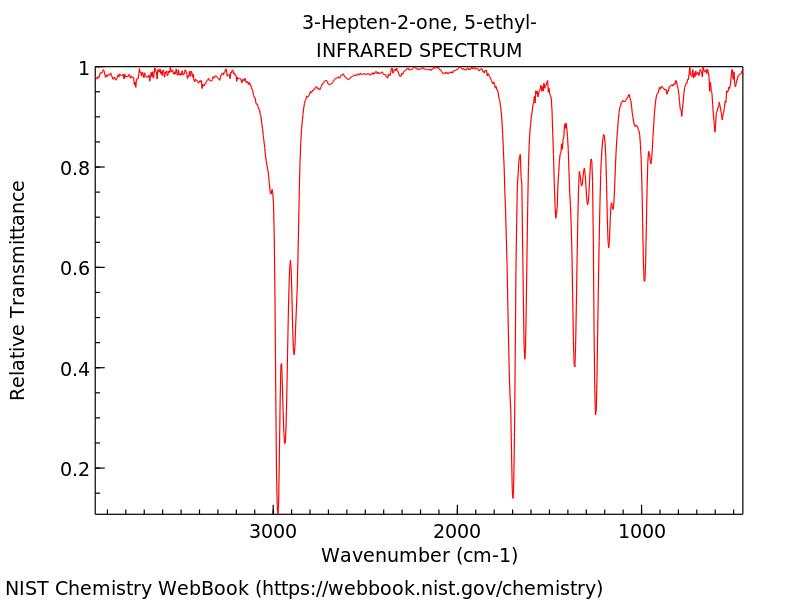 3-Hepten-2-one, 5-ethyl-
INFRARED SPECTRUM
1
0.8
0.6
0.4
0.2
Relative Transmittance
3000 2000 1000
Wavenumber (cm-1)
NIST Chemistry WebBook (https://webbook.nist.gov/chemistry)